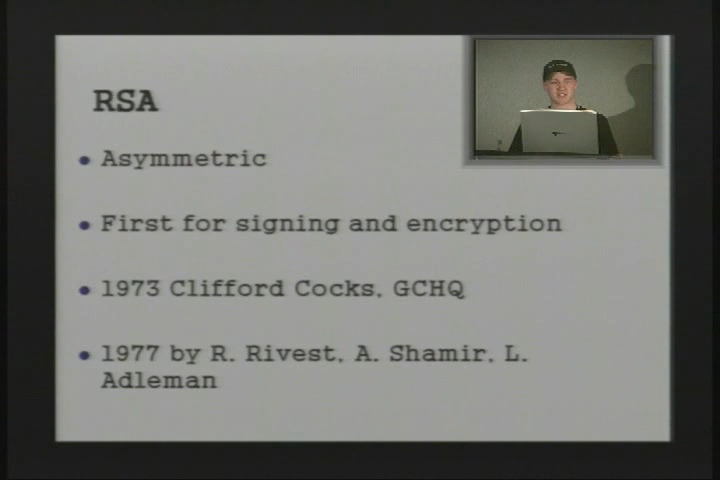 RSA
Asymmetric
First for signing and encryption
1973 Clifford Cocks, GCHQ
1977 by R. Rivest, A. Shamir, L.
Adleman